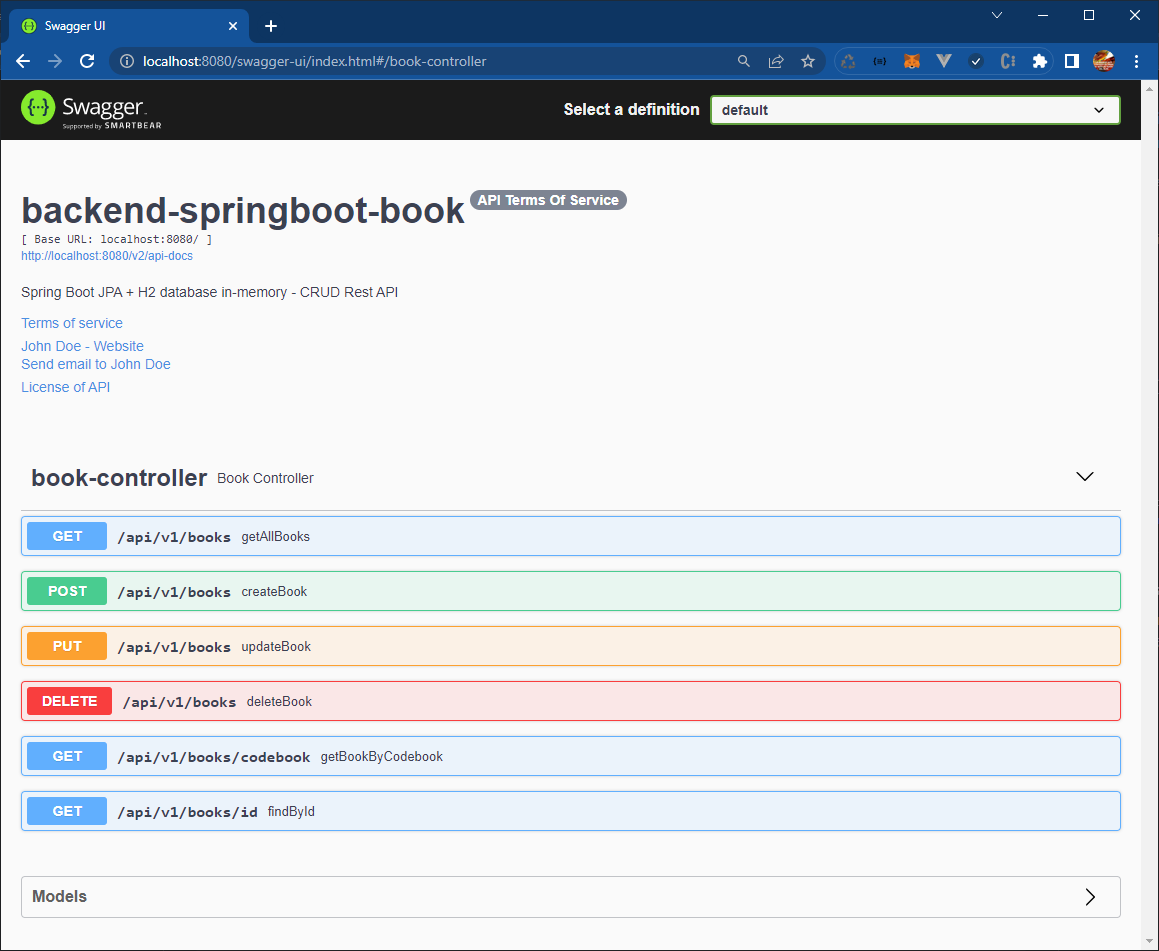 Swagger UI
localhost:8080/swagger-ui/index.html#/book-controller
Swagger
Supported by SMARTBEAR
Select a definition
default
backend-springboot-book API Terms Of Service
[ Base URL: localhost:8080/ ]
http://localhost:8080/v2/api-docs
Spring Boot JPA + H2 database in-memory - CRUD Rest API
Terms of service
John Doe - Website
Send email to John Doe
License of API
book-controller Book Controller
GET /api/v1/books getAllBooks
POST /api/v1/books createBook
PUT /api/v1/books updateBook
DELETE /api/v1/books deleteBook
GET /api/v1/books/codebook getBookByCodebook
GET /api/v1/books/id findById
Models